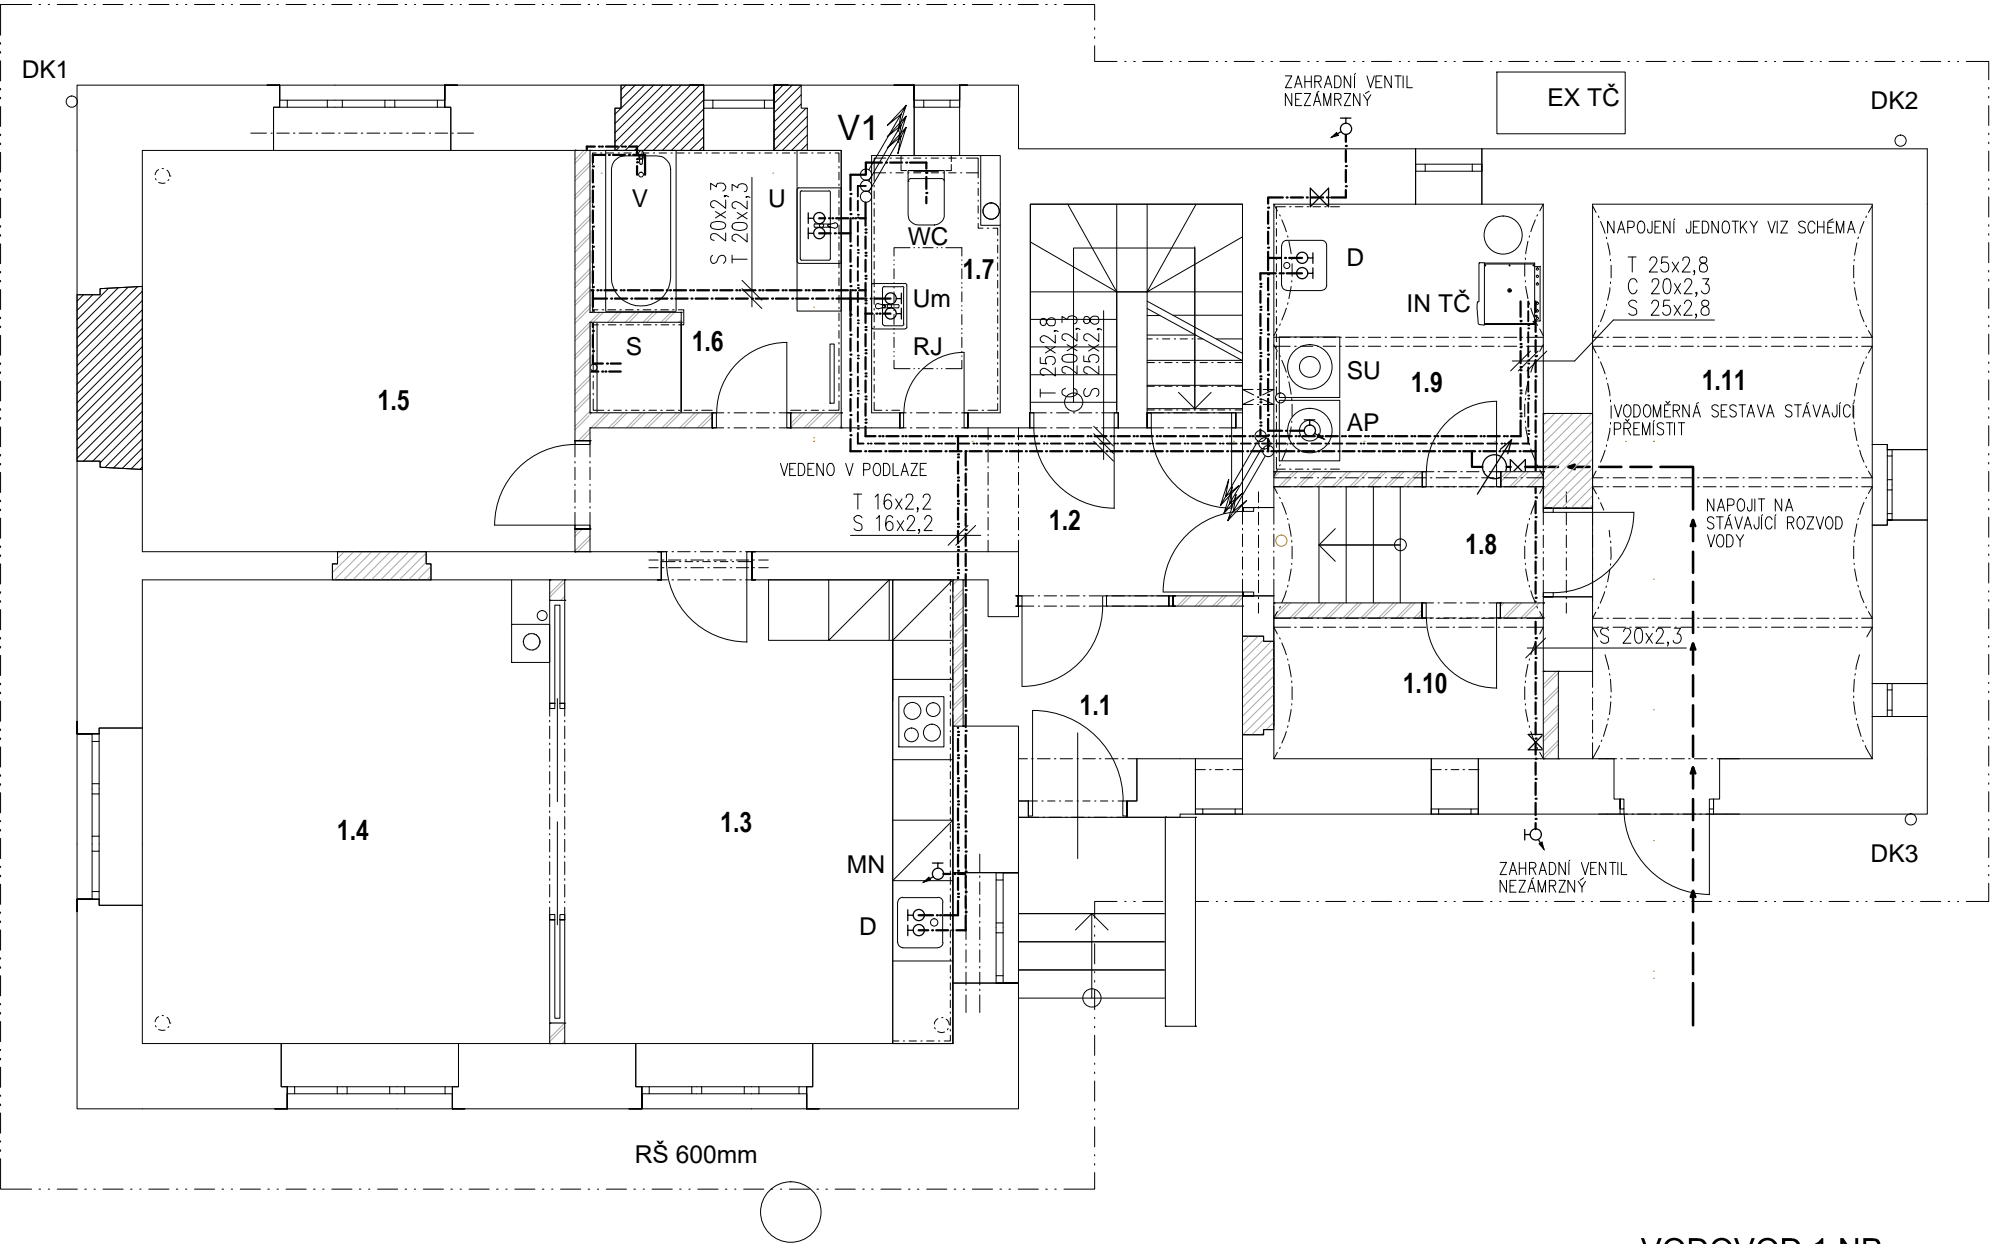 DK1
ZAHRADNÍ VENTIL
NEZÁMRZNÝ
EX TČ
DK2
V1
V
U
S 20x2,3
T 20x2,3
WC
1.7
Um
RJ
S
1.6
1.5
T 25x2,8
C 20x2,3
S 25x2,8
D
IN TČ
SU
1.9
AP
NAPOJENÍ JEDNOTKY VIZ SCHÉMA
T 25x2,8
C 20x2,3
S 25x2,8
1.11
VODOMĚRNÁ SESTAVA STÁVAJÍCÍ
PŘEMÍSTIT
VEDENO V PODLAZE
T 16x2,2
S 16x2,2
1.2
1.8
NAPOJIT NA
STÁVAJÍCÍ ROZVOD
VODY
S 20x2,3
1.10
1.1
1.4
1.3
MN
D
ZAHRADNÍ VENTIL
NEZÁMRZNÝ
DK3
RŠ 600mm
VODOVOD 1.NP